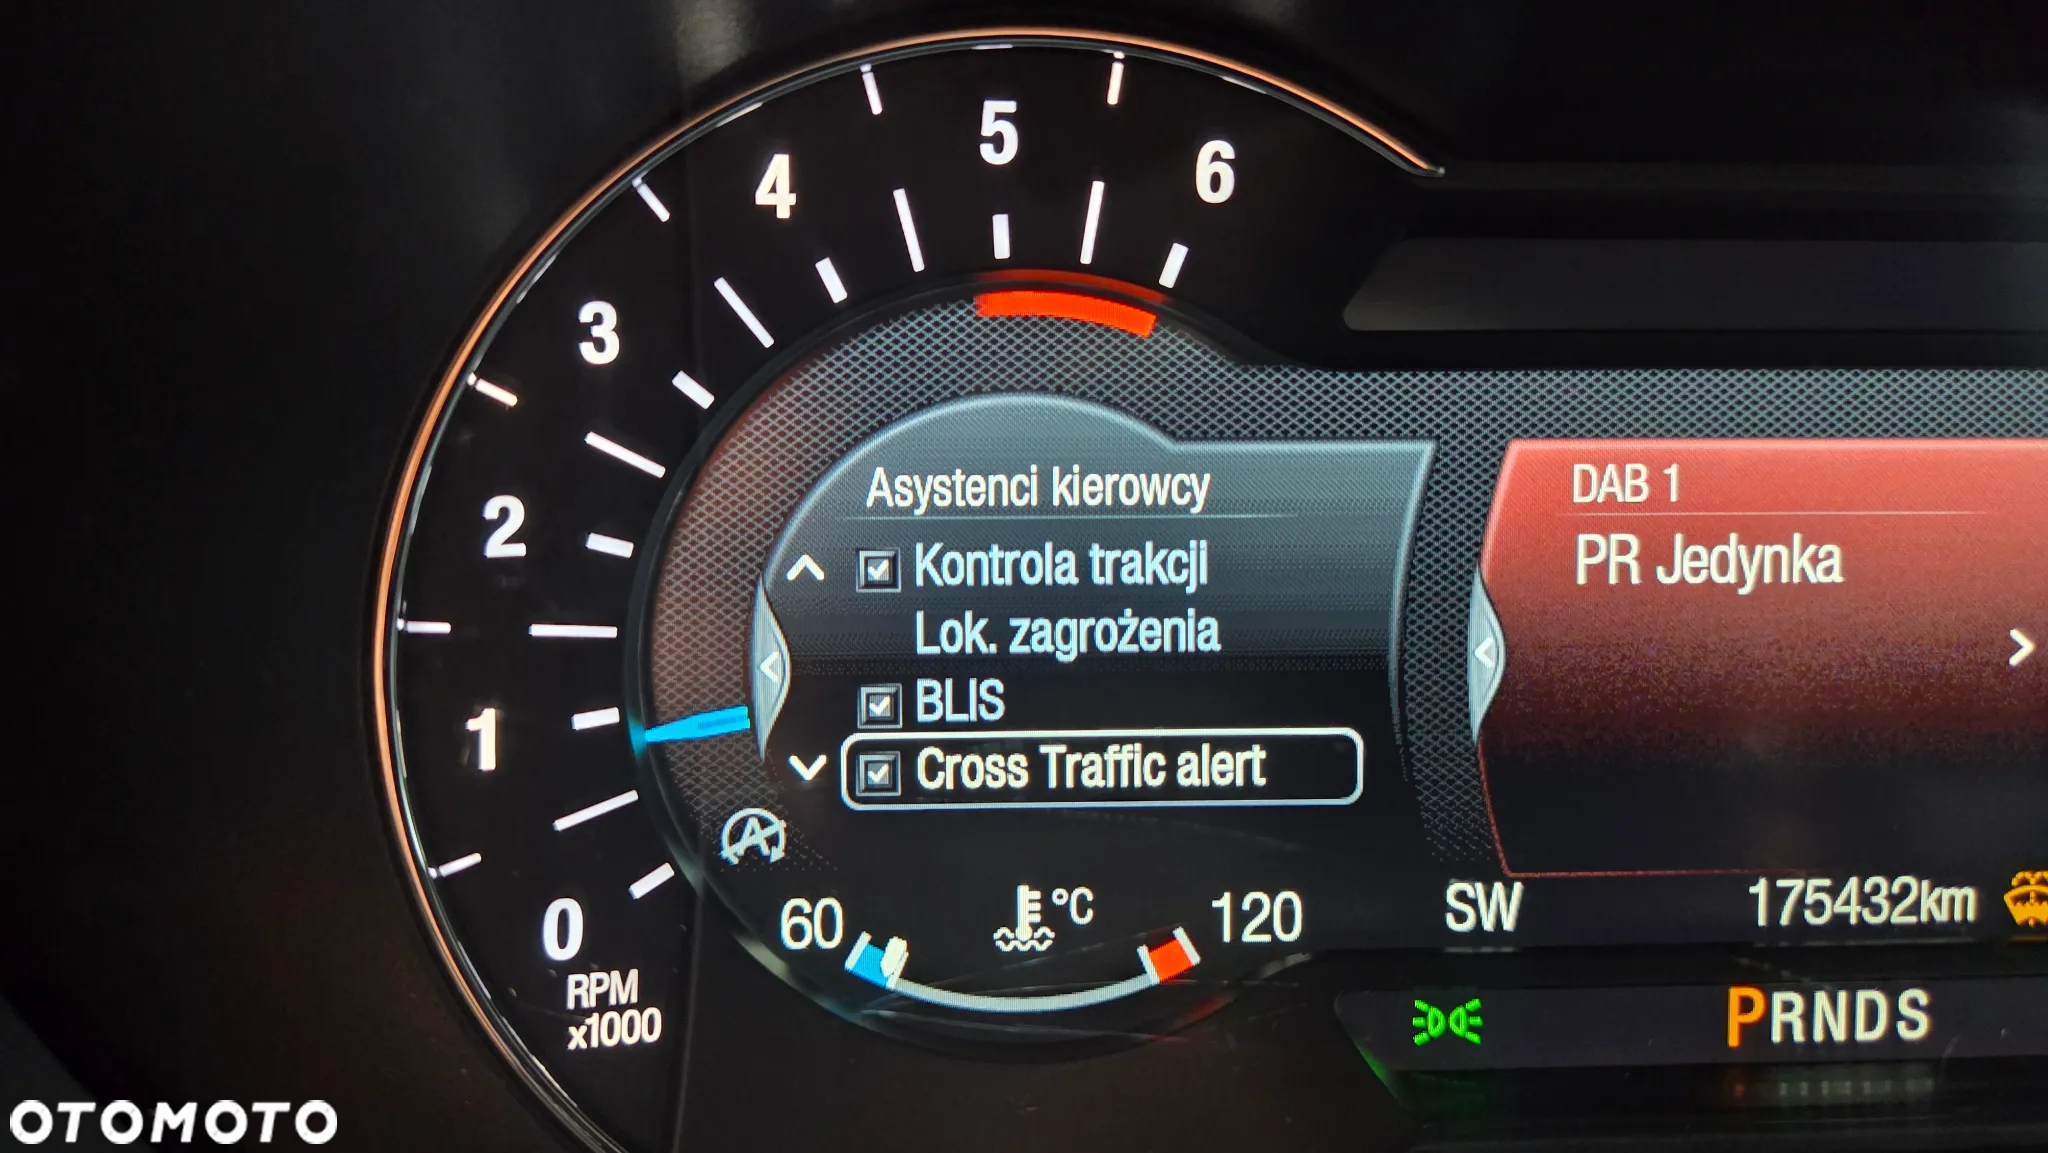 5
4
6
3
2
1
0
RPM
x1000
Asystenci kierowcy
Kontrola trakcji
Lok. zagrożenia
BLIS
Cross Traffic alert
A
60
°C
120
DAB 1
PR Jedynka
SW
175432km
PRNDS
OTOMOTO